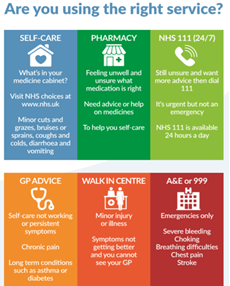 Are you using the right service?
SELF-CARE
What's in your
medicine cabinet?
Visit NHS choices at
www.nhs.uk
Minor cuts and
grazes, bruises or
sprains, coughs and
colds, diarrhoea and
vomiting
PHARMACY
Feeling unwell and
unsure what
medication is right
Need advice or help
on medicines
To help you self-care
NHS 111 (24/7)
Still unsure and want
more advice then dial
111
It's urgent but not an
emergency
NHS 111 is available
24 hours a day
GP ADVICE
Self-care not working
or persistent
symptoms
Chronic pain
Long term conditions
such as asthma or
diabetes
WALK IN CENTRE
Minor injury
or illness
Symptoms not
getting better
and you cannot
see your GP
A&E or 999
Emergencies only
Severe bleeding
Choking
Breathing difficulties
Chest pain
Stroke